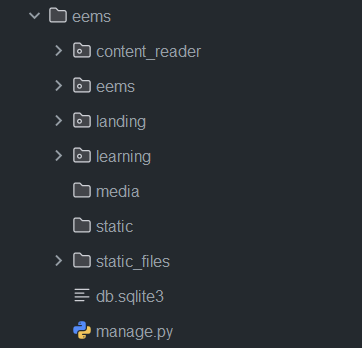 eems
content_reader
eems
landing
learning
media
static
static_files
db.sqlite3
manage.py